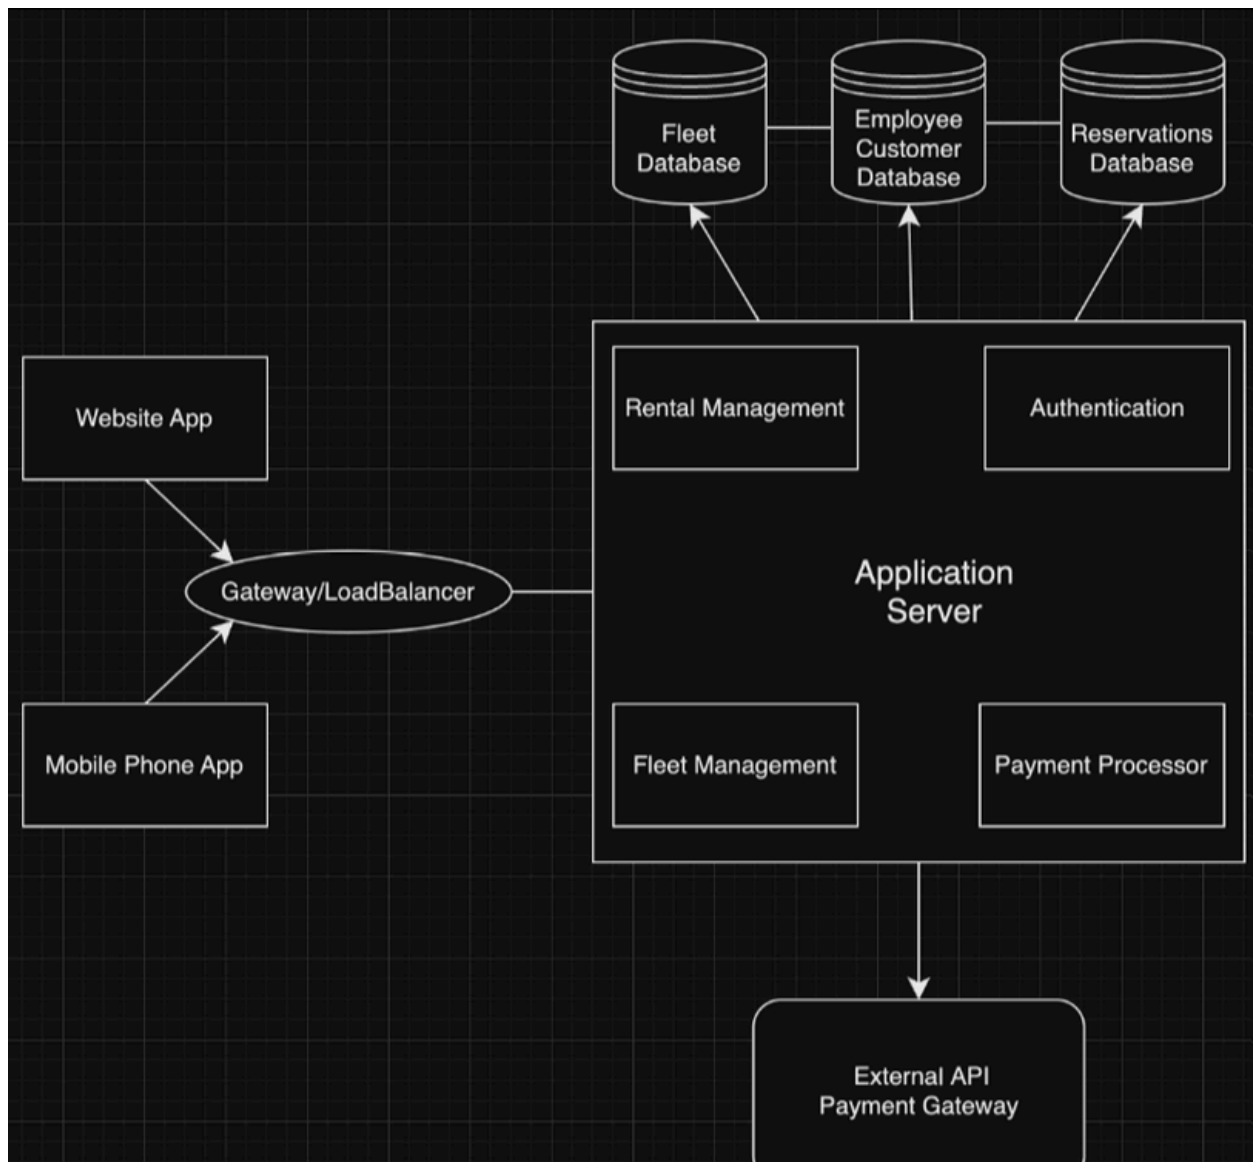 Fleet
Database
Employee
Customer
Database
Reservations
Database
Website App
Rental Management
Authentication
Gateway/LoadBalancer
Application
Server
Mobile Phone App
Fleet Management
Payment Processor
External API
Payment Gateway